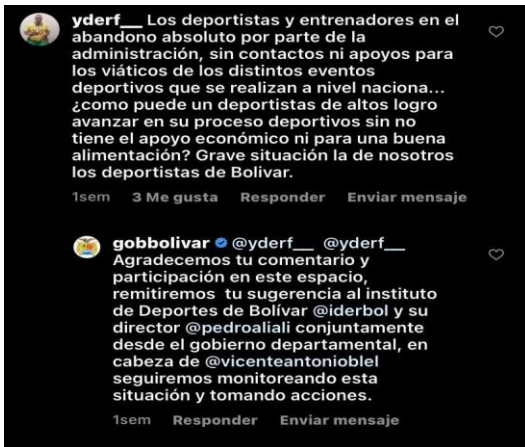 yderf__ Los deportistas y entrenadores en el
abandono absoluto por parte de la
administración, sin contactos ni apoyos para
los viáticos de los distintos eventos
deportivos que se realizan a nivel naciona...
¿como puede un deportistas de altos logro
avanzar en su proceso deportivos sin no
tiene el apoyo económico ni para una buena
alimentación? Grave situación la de nosotros
los deportistas de Bolivar.
1sem 3 Me gusta Responder Enviar mensaje
gobbolivar @yderf__ @yderf__
Agradecemos tu comentario y
participación en este espacio,
remitiremos tu sugerencia al instituto
de Deportes de Bolívar @iderbol y su
director @pedroaliali conjuntamente
desde el gobierno departamental, en
cabeza de @vicenteantonioblel
seguiremos monitoreando esta
situación y tomando acciones.
1sem Responder Enviar mensaje